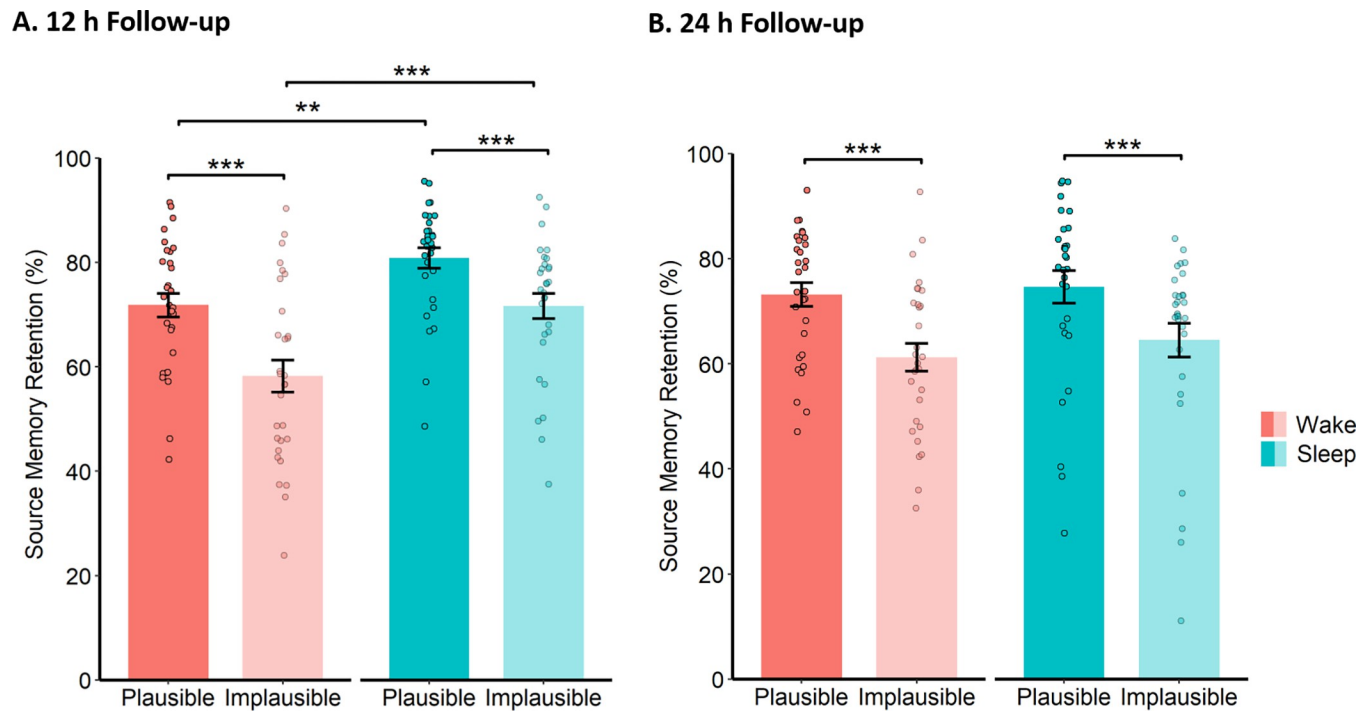 A. 12 h Follow-up
B. 24 h Follow-up
***
**
***
***
***
***
100
80
60
40
20
0
Source Memory Retention (%)
Plausible Implausible Plausible Implausible
100
80
60
40
20
0
Source Memory Retention (%)
Plausible Implausible Plausible Implausible
Wake
Sleep